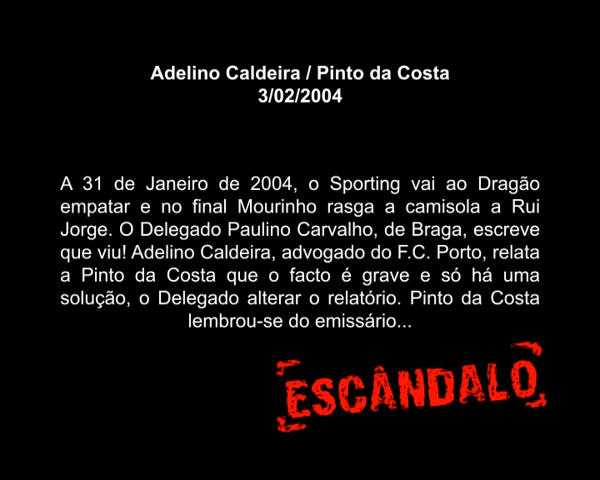 Adelino Caldeira / Pinto da Costa
3/02/2004
A 31 de Janeiro de 2004, o Sporting vai ao Dragão
empatar e no final Mourinho rasga a camisola a Rui
Jorge. O Delegado Paulino Carvalho, de Braga, escreve
que viu! Adelino Caldeira, advogado do F.C. Porto, relata
a Pinto da Costa que o facto é grave e só há uma
solução, o Delegado alterar o relatório. Pinto da Costa
lembrou-se do emissário...
ESCÂNDALO